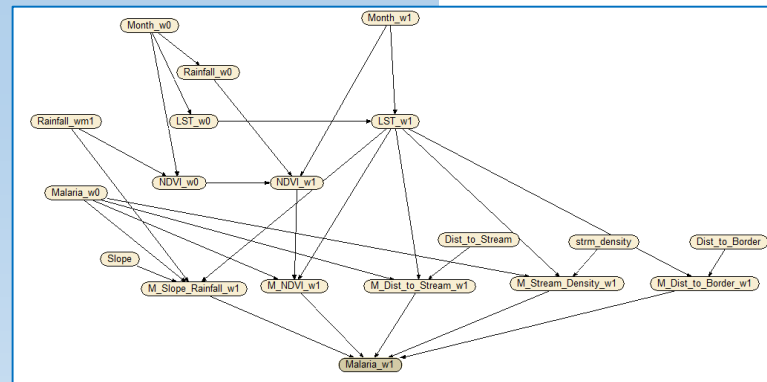 Month_w0
Month_w1
Rainfall_w0
Rainfall_wm1
LST_w0
LST_w1
NDVI_w0
NDVI_w1
Malaria_w0
Dist_to_Stream
strm_density
Dist_to_Border
Slope
M_Slope_Rainfall_w1
M_NDVI_w1
M_Dist_to_Stream_w1
M_Stream_Density_w1
M_Dist_to_Border_w1
Malaria_w1